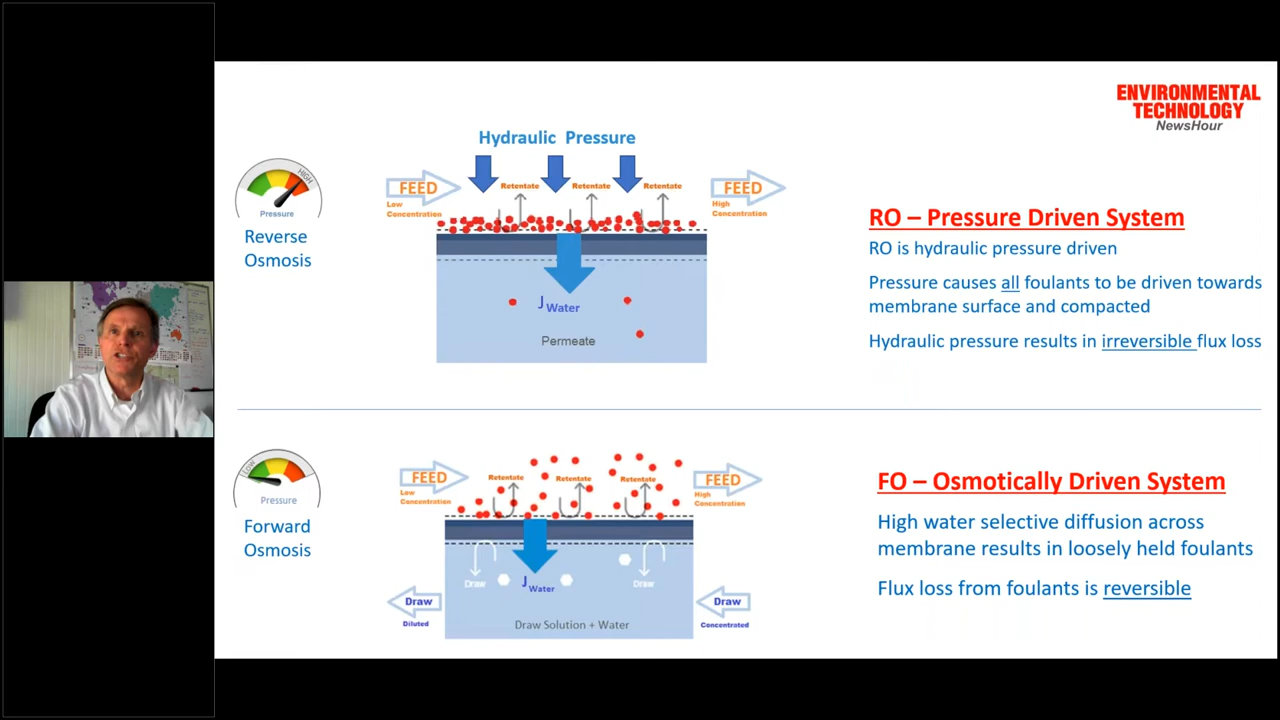 ENVIRONMENTAL
TECHNOLOGY
NewsHour
Hydraulic Pressure
HIGH
Pressure
Reverse
Osmosis
FEED
Low
Concentration
Retentate
Retentate
Retentate
FEED
High
Concentration
J Water
Permeate
RO – Pressure Driven System
RO is hydraulic pressure driven
Pressure causes all foulants to be driven towards
membrane surface and compacted
Hydraulic pressure results in irreversible flux loss
LOW
Pressure
Forward
Osmosis
FEED
Low
Concentration
Retentate
Retentate
Retentate
FEED
High
Concentration
Draw
J Water
Draw
Draw
Diluted
Draw
Concentrated
Draw Solution + Water
FO – Osmotically Driven System
High water selective diffusion across
membrane results in loosely held foulants
Flux loss from foulants is reversible